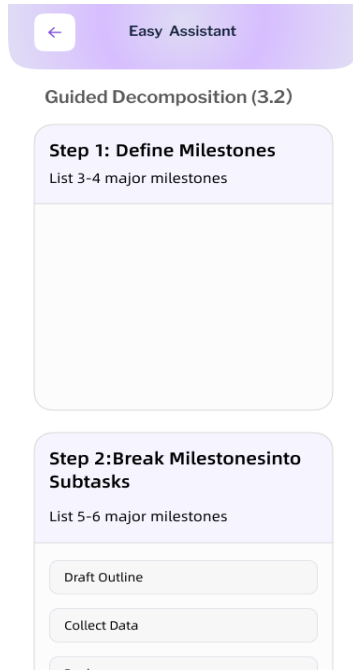 Easy Assistant
Guided Decomposition (3.2)
Step 1: Define Milestones
List 3-4 major milestones
Step 2:Break Milestonesinto
Subtasks
List 5-6 major milestones
Draft Outline
Collect Data